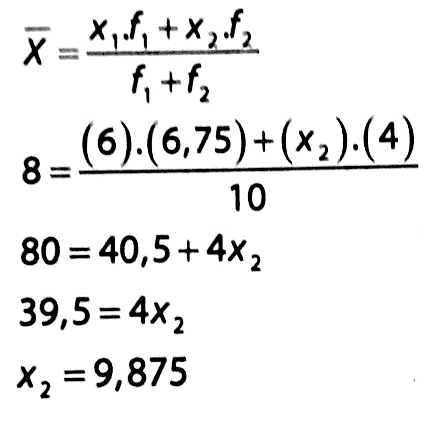 x̄ = (x₁.f₁ + x₂.f₂) / (f₁ + f₂)
8 = ((6).(6,75) + (x₂).(4)) / 10
80 = 40,5 + 4x₂
39,5 = 4x₂
x₂ = 9,875